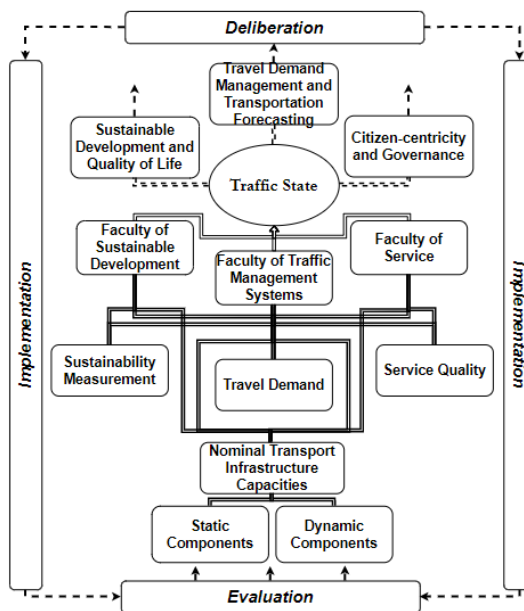 Deliberation
Travel Demand
Management and
Transportation
Forecasting
Sustainable
Development and
Quality of Life
Citizen-centricity
and Governance
Traffic State
Faculty of
Sustainable
Development
Faculty of Traffic
Management
Systems
Faculty of
Service
Implementation
Implementation
Sustainability
Measurement
Travel Demand
Service Quality
Nominal Transport
Infrastructure
Capacities
Static
Components
Dynamic
Components
Evaluation